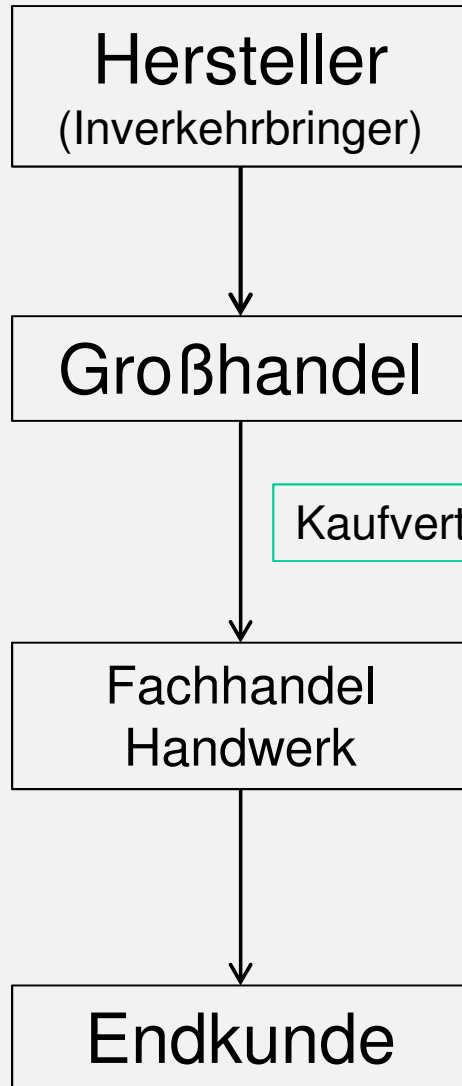 Hersteller
(Inverkehrbringer)
Großhandel
Kaufvert
Fachhandel
Handwerk
Endkunde